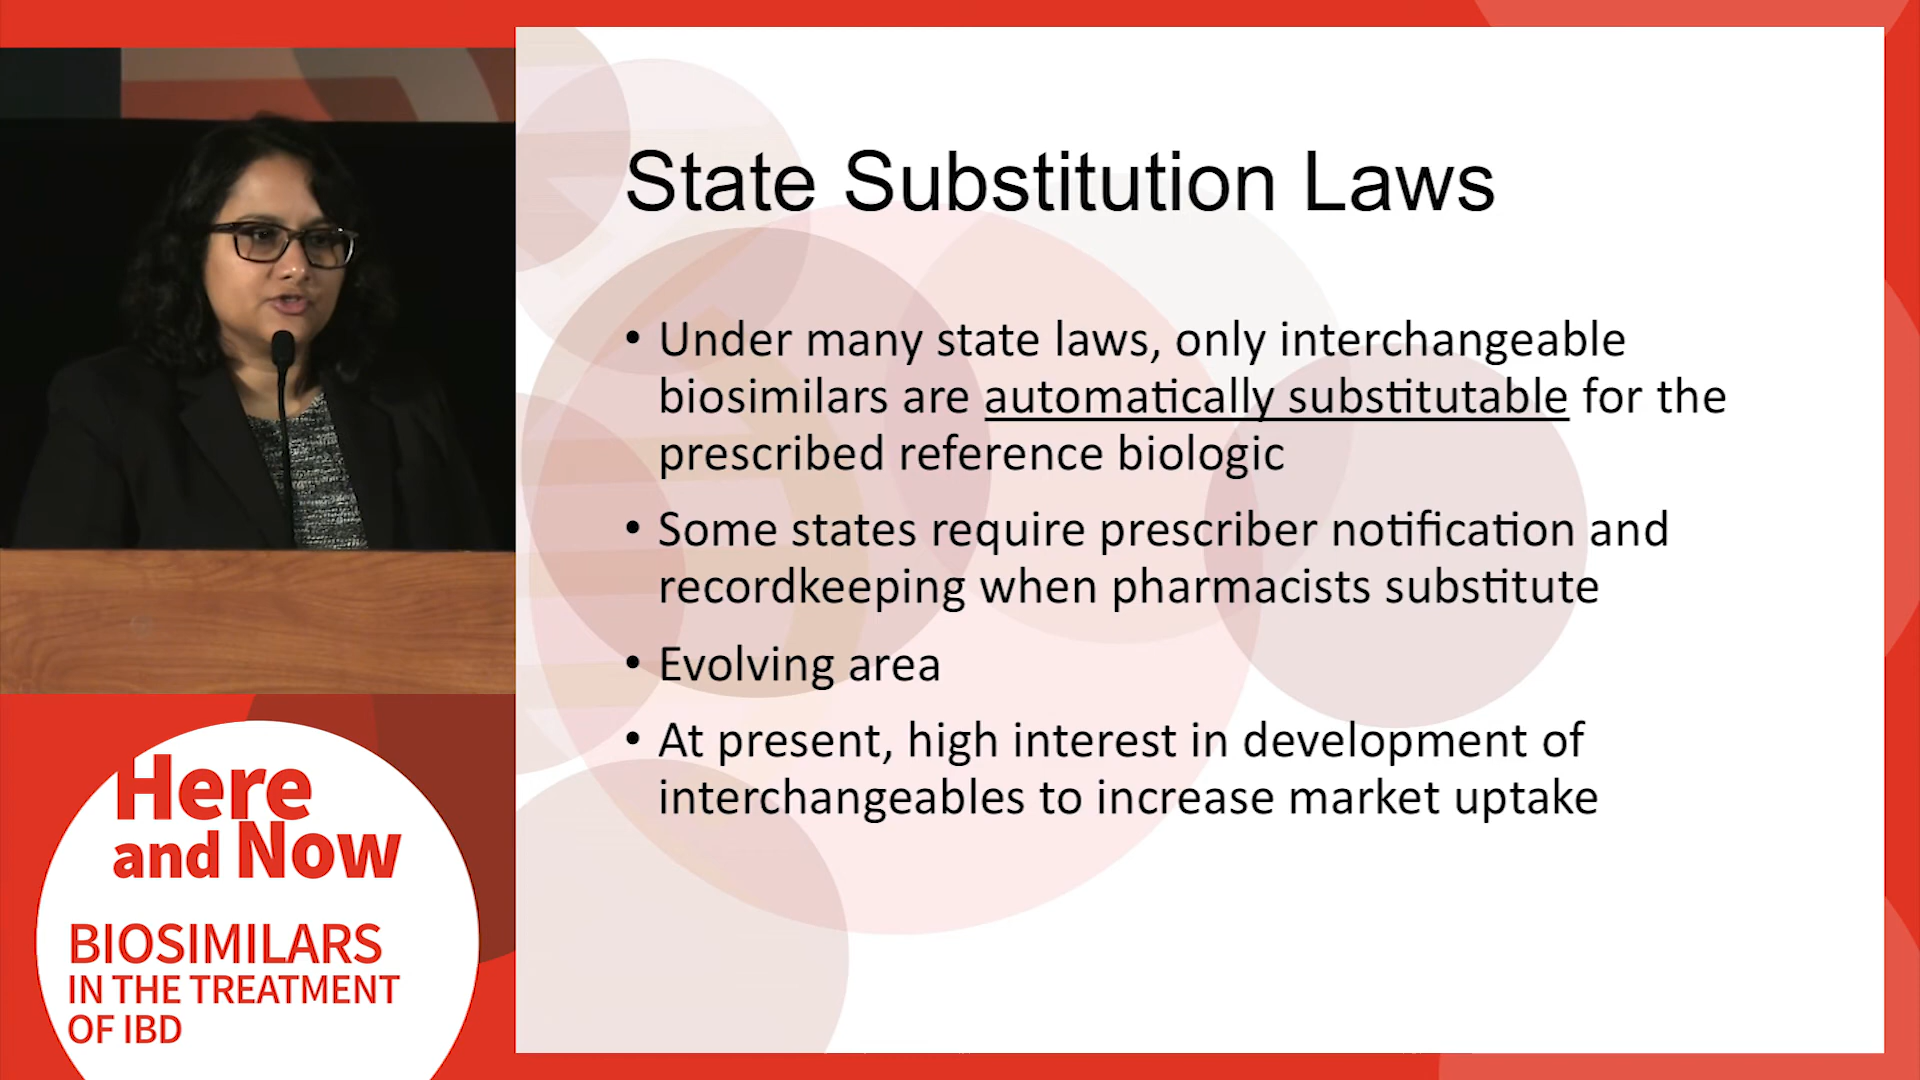 State Substitution Laws
• Under many state laws, only interchangeable
biosimilars are automatically substitutable for the
prescribed reference biologic
• Some states require prescriber notification and
recordkeeping when pharmacists substitute
• Evolving area
• At present, high interest in development of
interchangeables to increase market uptake
Here
and Now
BIOSIMILARS
IN THE TREATMENT
OF IBD